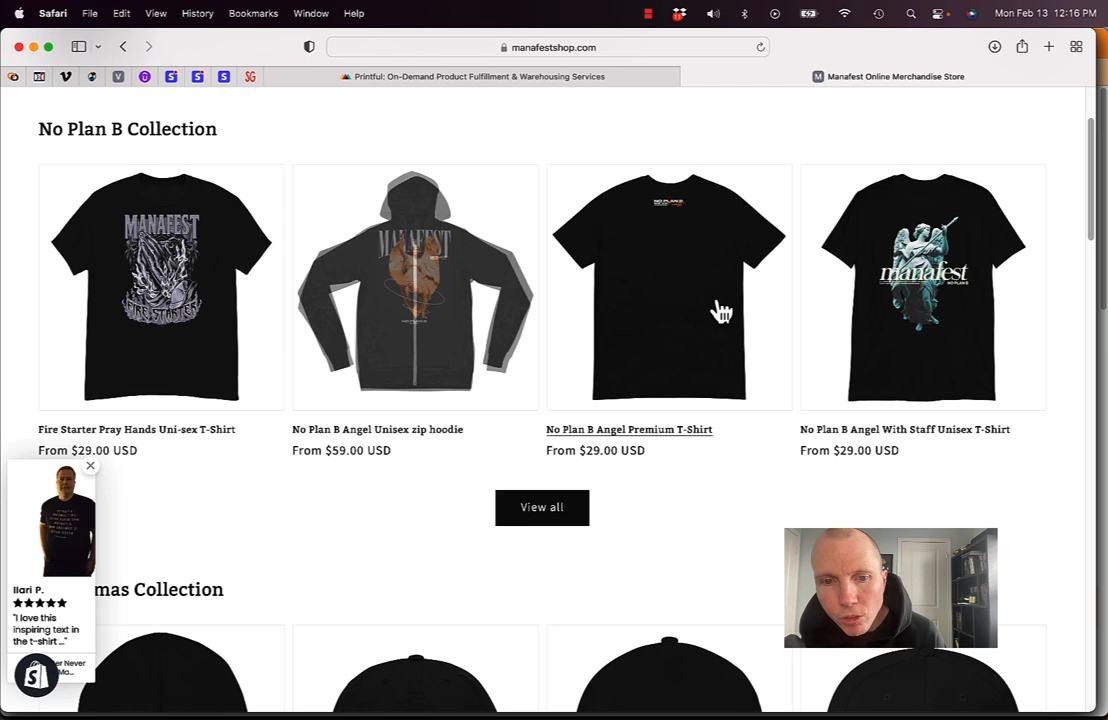 Safari File Edit View History Bookmarks Window Help Mon Feb 13 12:16 PM
manafestshop.com
Printful: On-Demand Product Fulfillment & Warehousing Services
M Manafest Online Merchandise Store
No Plan B Collection
MANAFEST
FIRE STARTER
MANAFEST
NO PLAN B
manafest
NO PLAN B
Fire Starter Pray Hands Uni-sex T-Shirt
From $29.00 USD
No Plan B Angel Unisex zip hoodie
From $59.00 USD
No Plan B Angel Premium T-Shirt
From $29.00 USD
No Plan B Angel With Staff Unisex T-Shirt
From $29.00 USD
View all
mas Collection
Ilari P.
"I love this
inspiring text in
the t-shirt ..."
er Never
Ma...